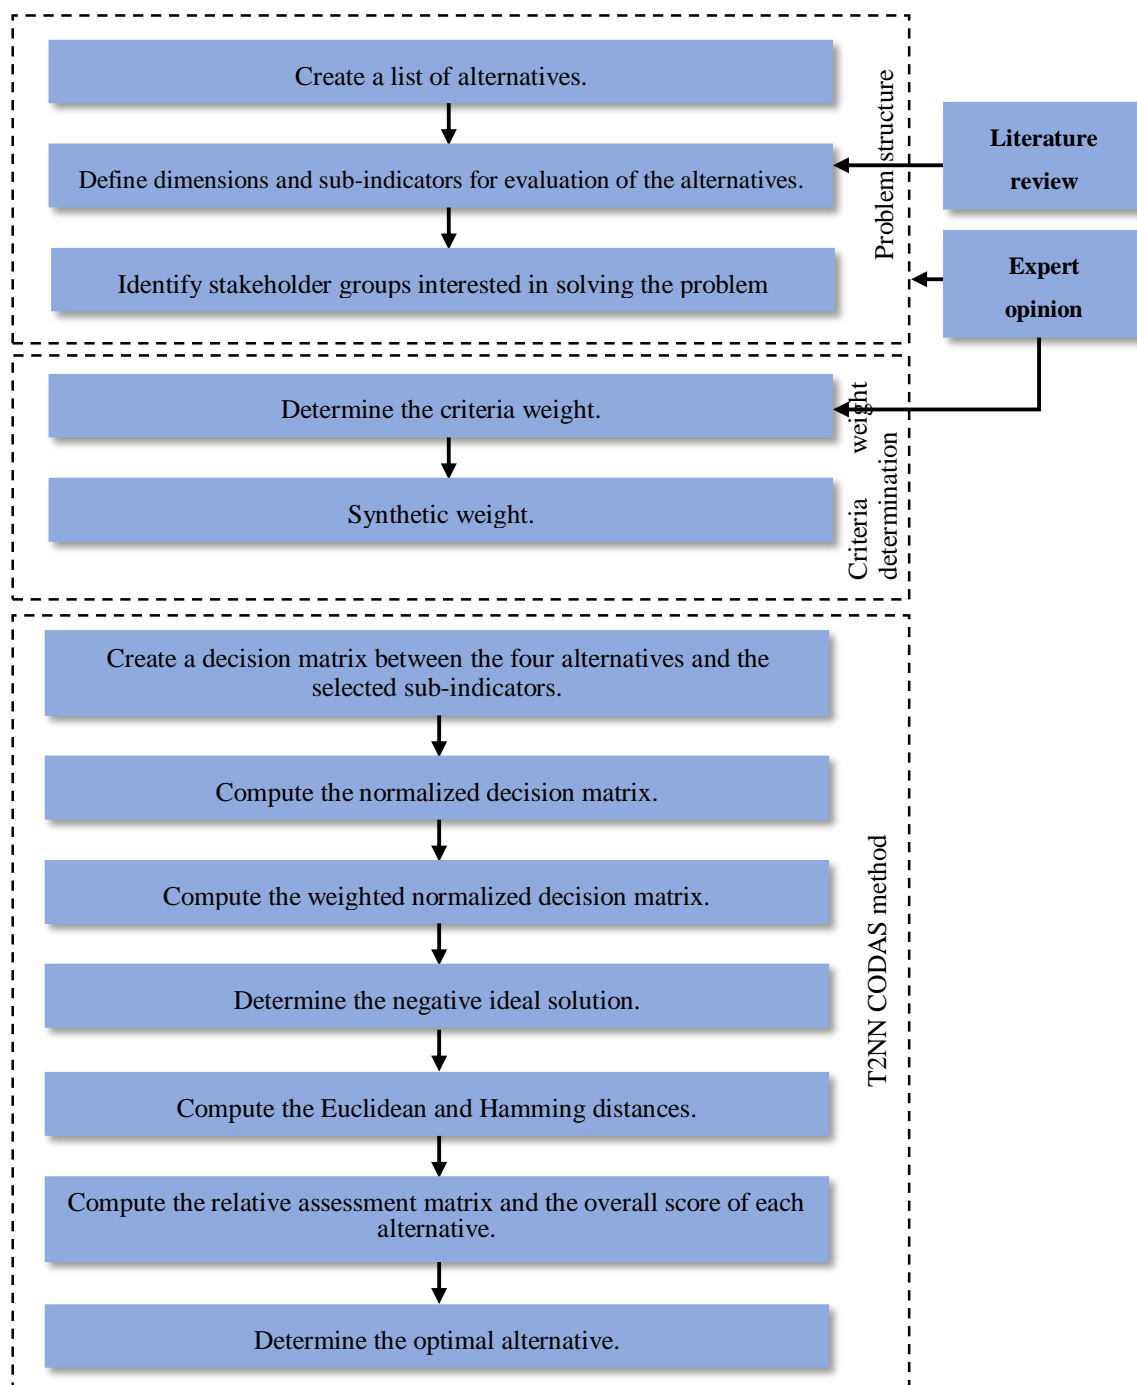 Create a list of alternatives.
Define dimensions and sub-indicators for evaluation of the alternatives.
Identify stakeholder groups interested in solving the problem
Problem structure
Literature
review
Expert
opinion
Determine the criteria weight.
Synthetic weight.
Criteria weight
determination
Create a decision matrix between the four alternatives and the
selected sub-indicators.
Compute the normalized decision matrix.
Compute the weighted normalized decision matrix.
Determine the negative ideal solution.
Compute the Euclidean and Hamming distances.
Compute the relative assessment matrix and the overall score of each
alternative.
Determine the optimal alternative.
T2NN CODAS method